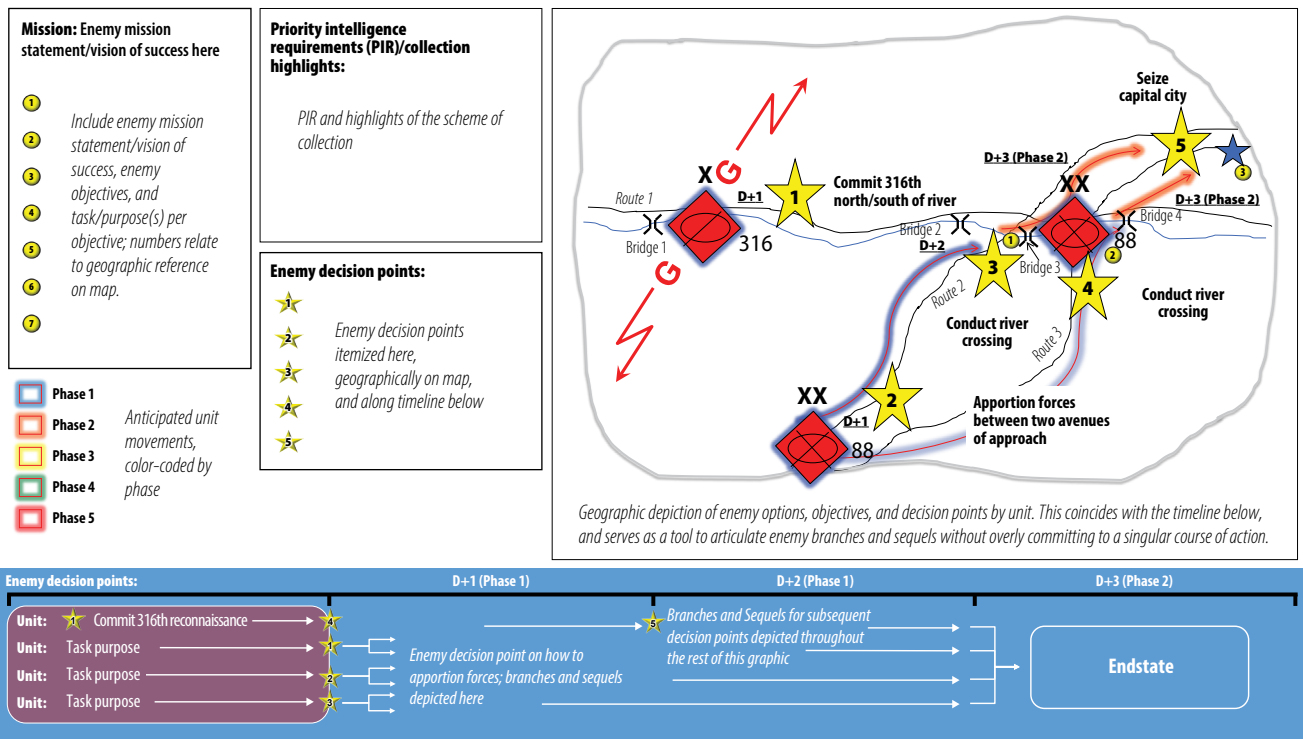 Mission: Enemy mission
statement/vision of success here
1
2
3
4
5
6
7
Include enemy mission
statement/vision of
success, enemy
objectives, and
task/purpose(s) per
objective; numbers relate
to geographic reference
on map.
Phase 1
Phase 2
Phase 3
Phase 4
Phase 5
Anticipated unit
movements,
color-coded by
phase
Priority intelligence
requirements (PIR)/collection
highlights:
PIR and highlights of the scheme of
collection
Enemy decision points:
1
2
3
4
5
Enemy decision points
itemized here,
geographically on map,
and along timeline below
Seize
capital city
5
3
D+3 (Phase 2)
XX
D+3 (Phase 2)
X
G
D+1
1
Commit 316th
north/south of river
Route 1
Bridge 1
316
G
Bridge 2
D+2
3
1
Bridge 3
88
2
Bridge 4
4
Route 2
Conduct river
crossing
Route 3
Conduct river
crossing
XX
2
D+1
88
Apportion forces
between two avenues
of approach
Geographic depiction of enemy options, objectives, and decision points by unit. This coincides with the timeline below,
and serves as a tool to articulate enemy branches and sequels without overly committing to a singular course of action.
Enemy decision points:
D+1 (Phase 1)
D+2 (Phase 1)
D+3 (Phase 2)
Unit: 1 Commit 316th reconnaissance 4
Unit: Task purpose 1
Unit: Task purpose 2
Unit: Task purpose 3
Enemy decision point on how to
apportion forces; branches and sequels
depicted here
5
Branches and Sequels for subsequent
decision points depicted throughout
the rest of this graphic
Endstate